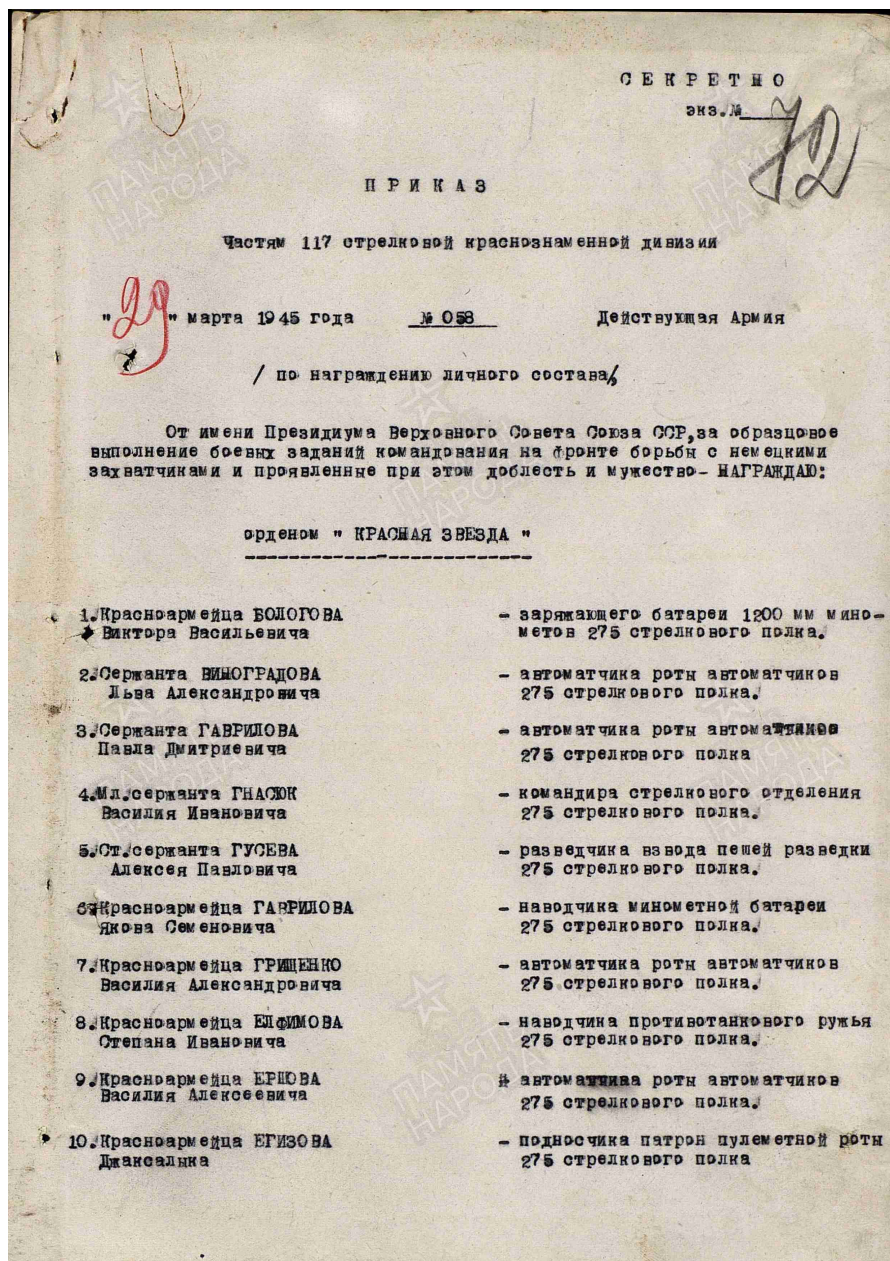 СЕКРЕТНО
экз.№
72
ПРИКАЗ
Частям 117 стрелковой краснознаменной дивизии
"29" марта 1945 года № 058 Действующая Армия
/ по награждению личного состава/
От имени Президиума Верховного Совета Союза ССР,за образцовое
выполнение боевых заданий командования на фронте борьбы с немецкими
захватчиками и проявленные при этом доблесть и мужество- НАГРАЖДАЮ:
орденом " КРАСНАЯ ЗВЕЗДА "
1.Красноармейца БОЛОГОВА - заряжающего батареи 1200 мм мино-
Виктора Васильевича метов 275 стрелкового полка.
2.Сержанта ВИНОГРАДОВА - автоматчика роты автоматчиков
Льва Александровича 275 стрелкового полка.
3.Сержанта ГАВРИЛОВА - автоматчика роты автоматчиков
Павла Дмитриевича 275 стрелкового полка
4.Мл.сержанта ГНАСЮК - командира стрелкового отделения
Василия Ивановича 275 стрелкового полка.
5.Ст.сержанта ГУСЕВА - разведчика взвода пешей разведки
Алексея Павловича 275 стрелкового полка.
6.Красноармейца ГАВРИЛОВА - наводчика минометной батареи
Якова Семеновича 275 стрелкового полка.
7.Красноармейца ГРИЩЕНКО - автоматчика роты автоматчиков
Василия Александровича 275 стрелкового полка.
8.Красноармейца ЕЛФИМОВА - наводчика противотанкового ружья
Степана Ивановича 275 стрелкового полка.
9.Красноармейца ЕРШОВА - автоматчика роты автоматчиков
Василия Алексеевича 275 стрелкового полка.
10.Красноармейца ЕГИЗОВА - подносчика патрон пулеметной роты
Джаксалыка 275 стрелкового полка
ПАМЯТЬ НАРОДА